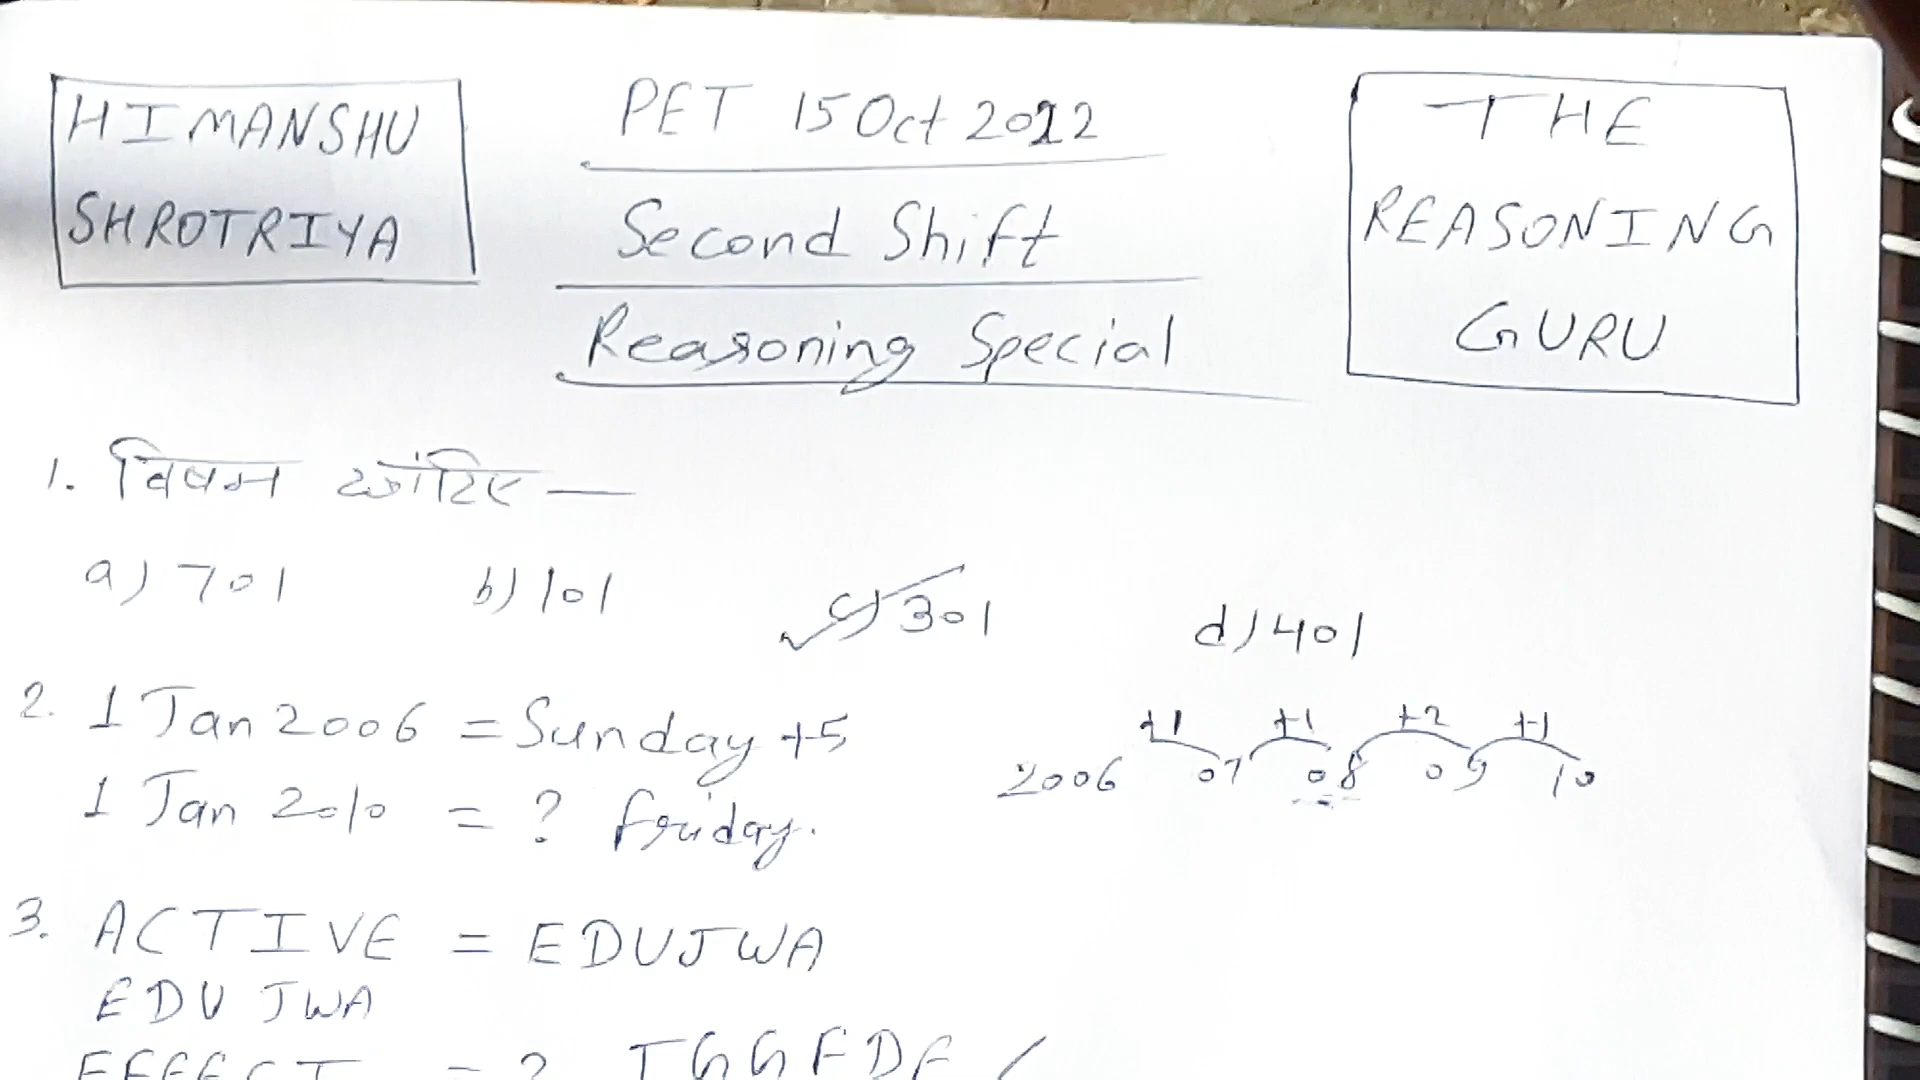 HIMANSHU
SHROTRIYA
PET 15 Oct 2022
Second Shift
Reasoning Special
THE
REASONING
GURU
1. विषम छांटिए —
a) 701 b) 101 c) 301 d) 401
2. 1 Jan 2006 = Sunday +5
1 Jan 2010 = ? Friday.
+1 +1 +2 +1
2006 07 08 09 10
3. ACTIVE = EDUJWA
EDU JWA
EFFECT = ? TGGFDE